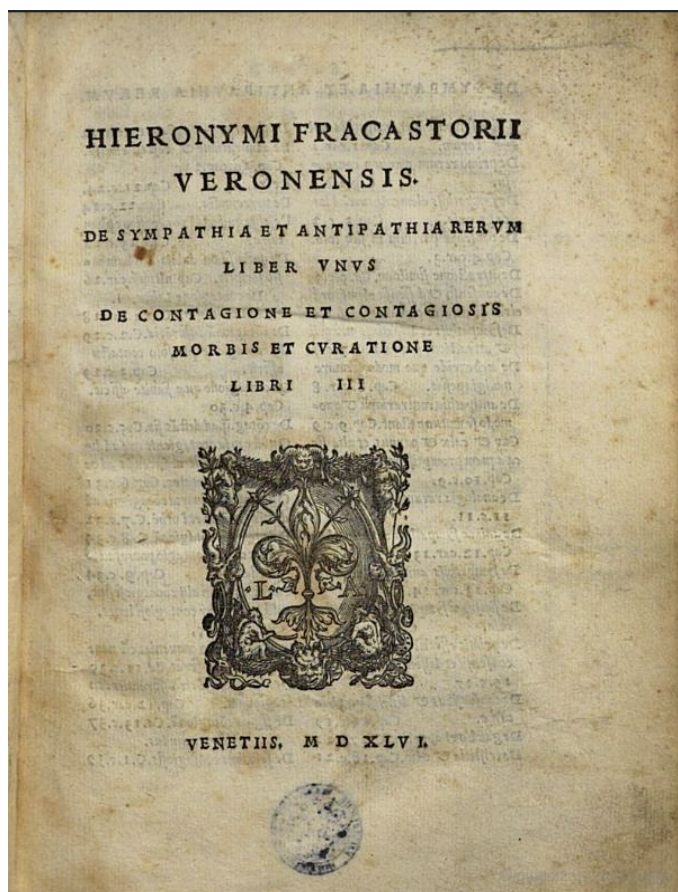 HIERONYMI FRACASTORII
VERONENSIS.
DE SYMPATHIA ET ANTIPATHIA RERVM
LIBER VNVS
DE CONTAGIONE ET CONTAGIOSIS
MORBIS ET CVRATIONE
LIBRI III
·L· A·
VENETIIS, M D XLVI.